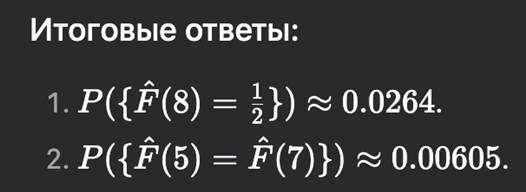 Итоговые ответы:
1. P({F̂(8) = 1/2}) ≈ 0.0264.
2. P({F̂(5) = F̂(7)}) ≈ 0.00605.